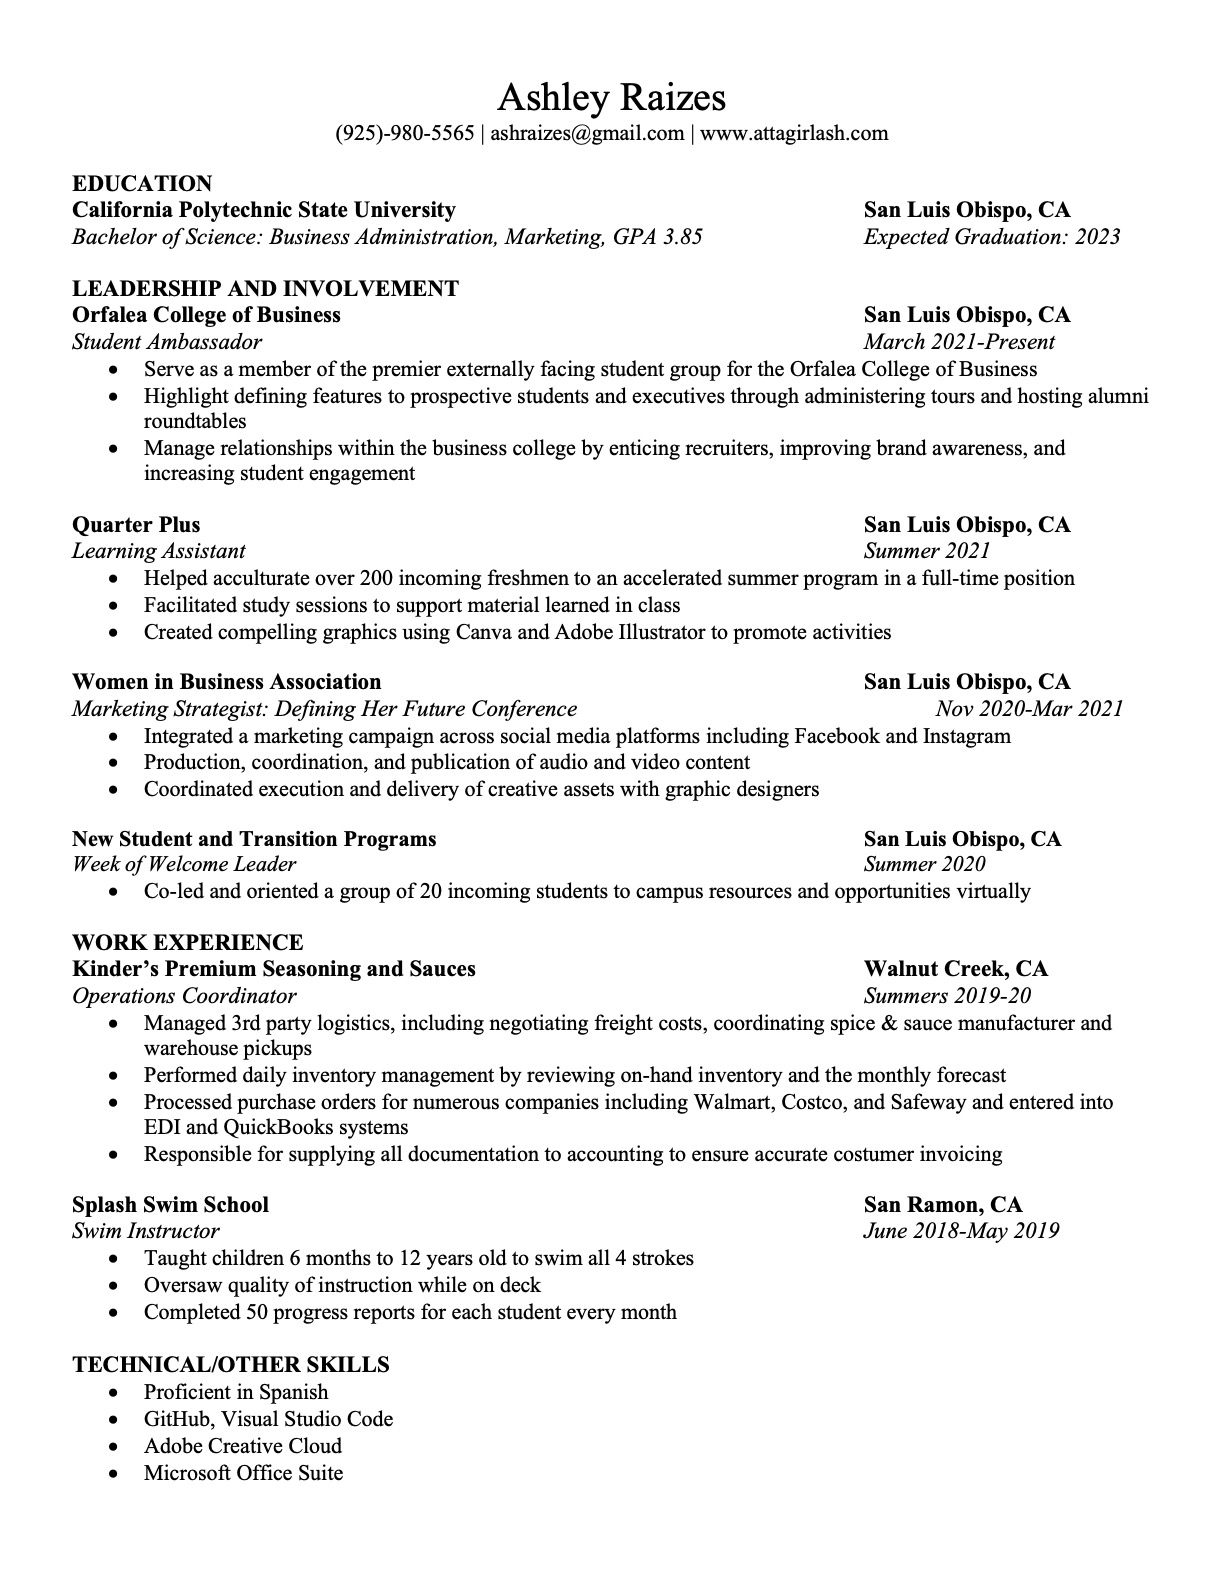 Ashley Raizes
(925)-980-5565 | ashraizes@gmail.com | www.attagirlash.com
EDUCATION
California Polytechnic State University San Luis Obispo, CA
Bachelor of Science: Business Administration, Marketing, GPA 3.85 Expected Graduation: 2023
LEADERSHIP AND INVOLVEMENT
Orfalea College of Business San Luis Obispo, CA
Student Ambassador March 2021-Present
• Serve as a member of the premier externally facing student group for the Orfalea College of Business
• Highlight defining features to prospective students and executives through administering tours and hosting alumni
roundtables
• Manage relationships within the business college by enticing recruiters, improving brand awareness, and
increasing student engagement
Quarter Plus San Luis Obispo, CA
Learning Assistant Summer 2021
• Helped acculturate over 200 incoming freshmen to an accelerated summer program in a full-time position
• Facilitated study sessions to support material learned in class
• Created compelling graphics using Canva and Adobe Illustrator to promote activities
Women in Business Association San Luis Obispo, CA
Marketing Strategist: Defining Her Future Conference Nov 2020-Mar 2021
• Integrated a marketing campaign across social media platforms including Facebook and Instagram
• Production, coordination, and publication of audio and video content
• Coordinated execution and delivery of creative assets with graphic designers
New Student and Transition Programs San Luis Obispo, CA
Week of Welcome Leader Summer 2020
• Co-led and oriented a group of 20 incoming students to campus resources and opportunities virtually
WORK EXPERIENCE
Kinder’s Premium Seasoning and Sauces Walnut Creek, CA
Operations Coordinator Summers 2019-20
• Managed 3rd party logistics, including negotiating freight costs, coordinating spice & sauce manufacturer and
warehouse pickups
• Performed daily inventory management by reviewing on-hand inventory and the monthly forecast
• Processed purchase orders for numerous companies including Walmart, Costco, and Safeway and entered into
EDI and QuickBooks systems
• Responsible for supplying all documentation to accounting to ensure accurate costumer invoicing
Splash Swim School San Ramon, CA
Swim Instructor June 2018-May 2019
• Taught children 6 months to 12 years old to swim all 4 strokes
• Oversaw quality of instruction while on deck
• Completed 50 progress reports for each student every month
TECHNICAL/OTHER SKILLS
• Proficient in Spanish
• GitHub, Visual Studio Code
• Adobe Creative Cloud
• Microsoft Office Suite